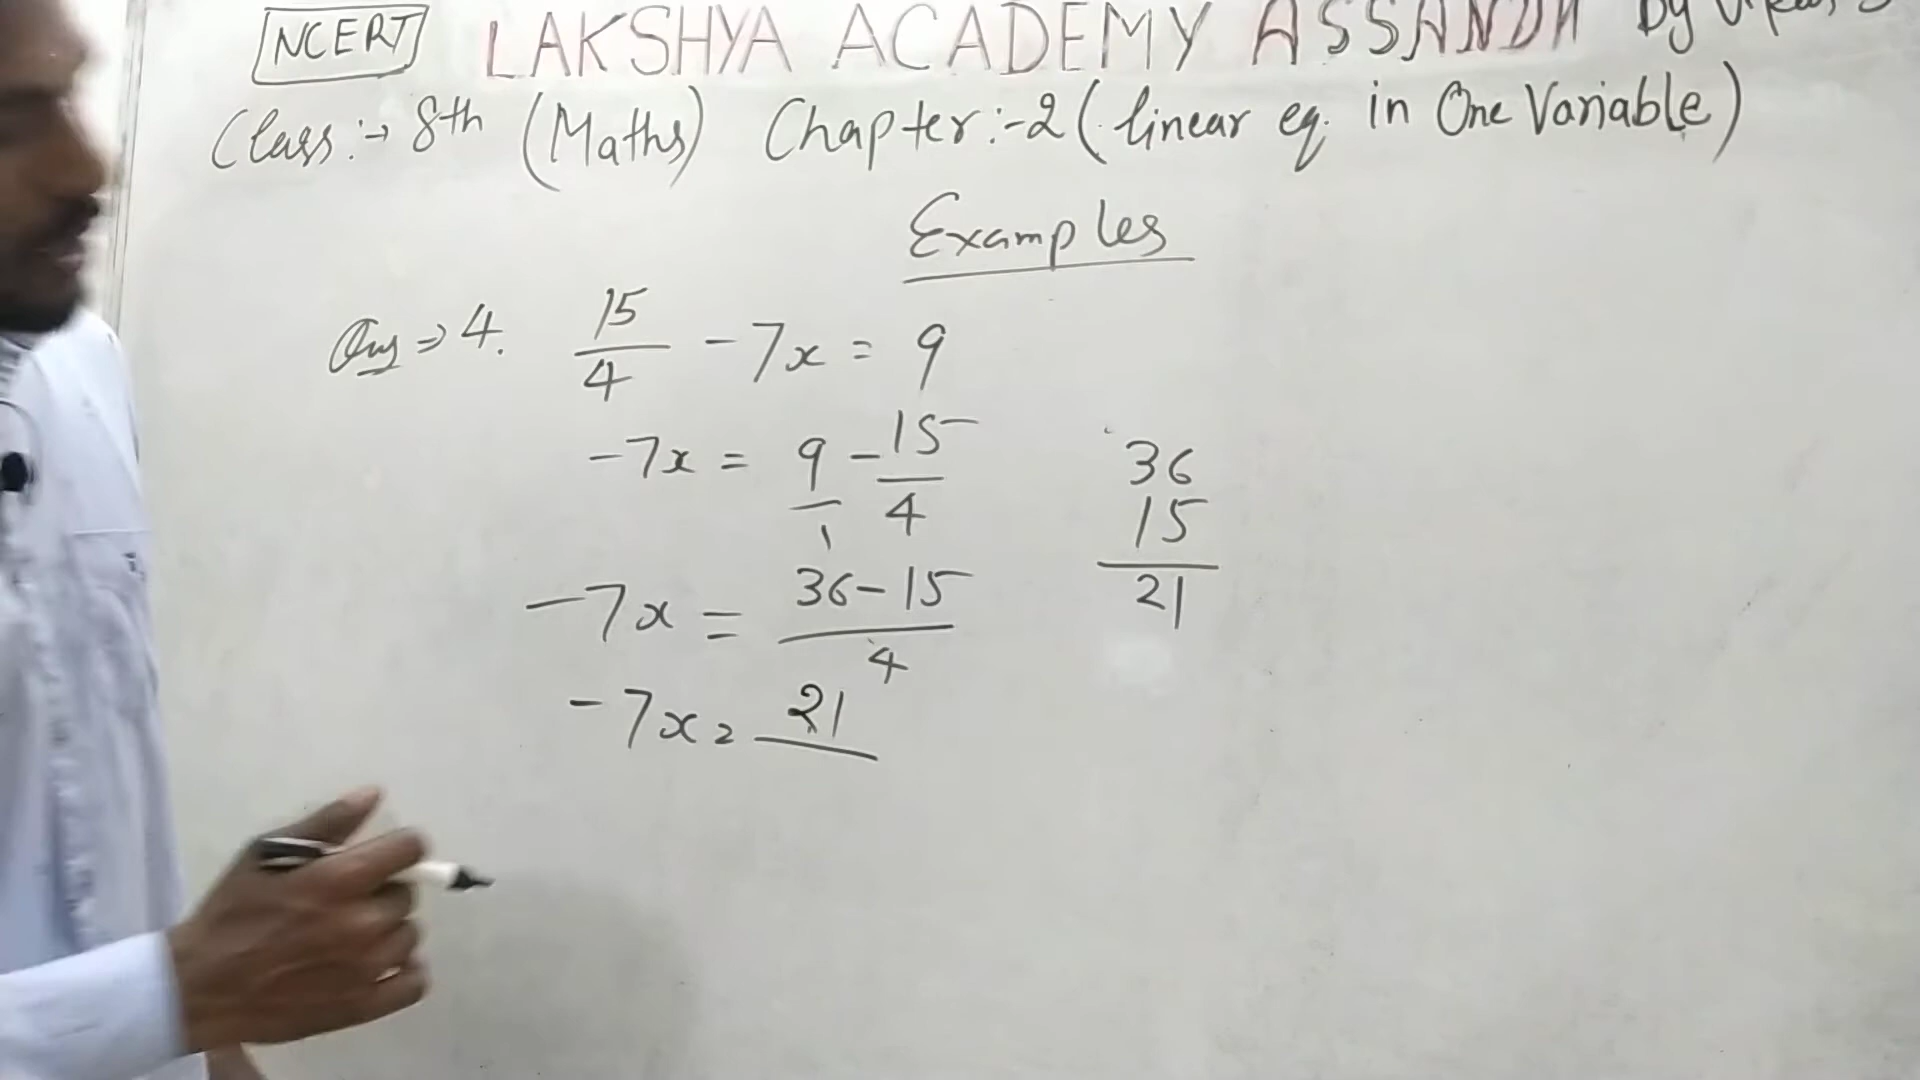 NCERT LAKSHYA ACADEMY ASSANDH By
Class:→ 8th (Maths) Chapter:-2 (linear eq. in One Variable)
Examples
Qus ⇒ 4. 15/4 - 7x = 9
-7x = 9/1 - 15/4
-7x = 36-15/4
-7x = 21
36
15
21